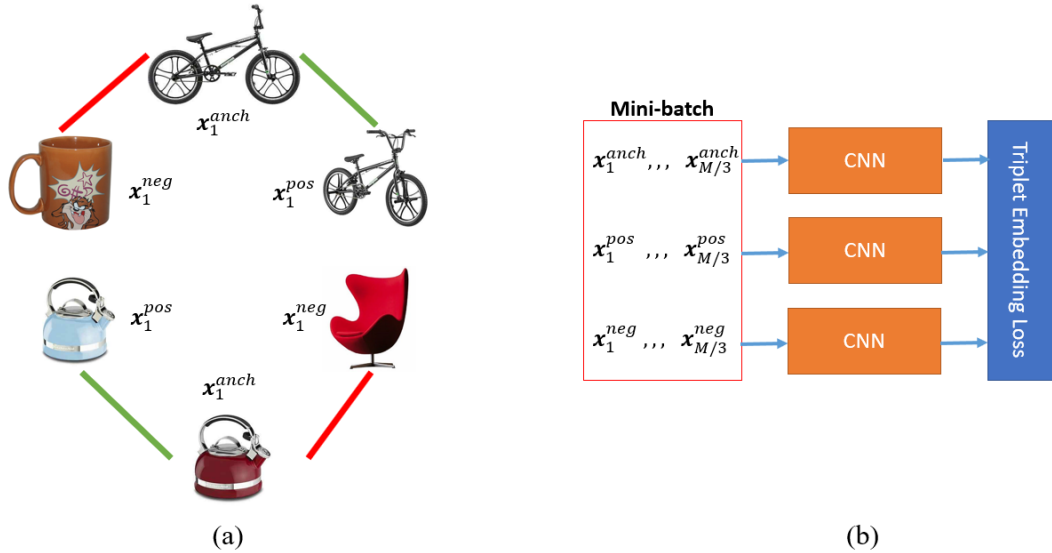 x_1^{anch}
x_1^{neg}
x_1^{pos}
x_1^{pos}
x_1^{neg}
x_1^{anch}
(a)
Mini-batch
x_1^{anch} ,,, x_{M/3}^{anch}
CNN
x_1^{pos} ,,, x_{M/3}^{pos}
CNN
x_1^{neg} ,,, x_{M/3}^{neg}
CNN
Triplet Embedding Loss
(b)